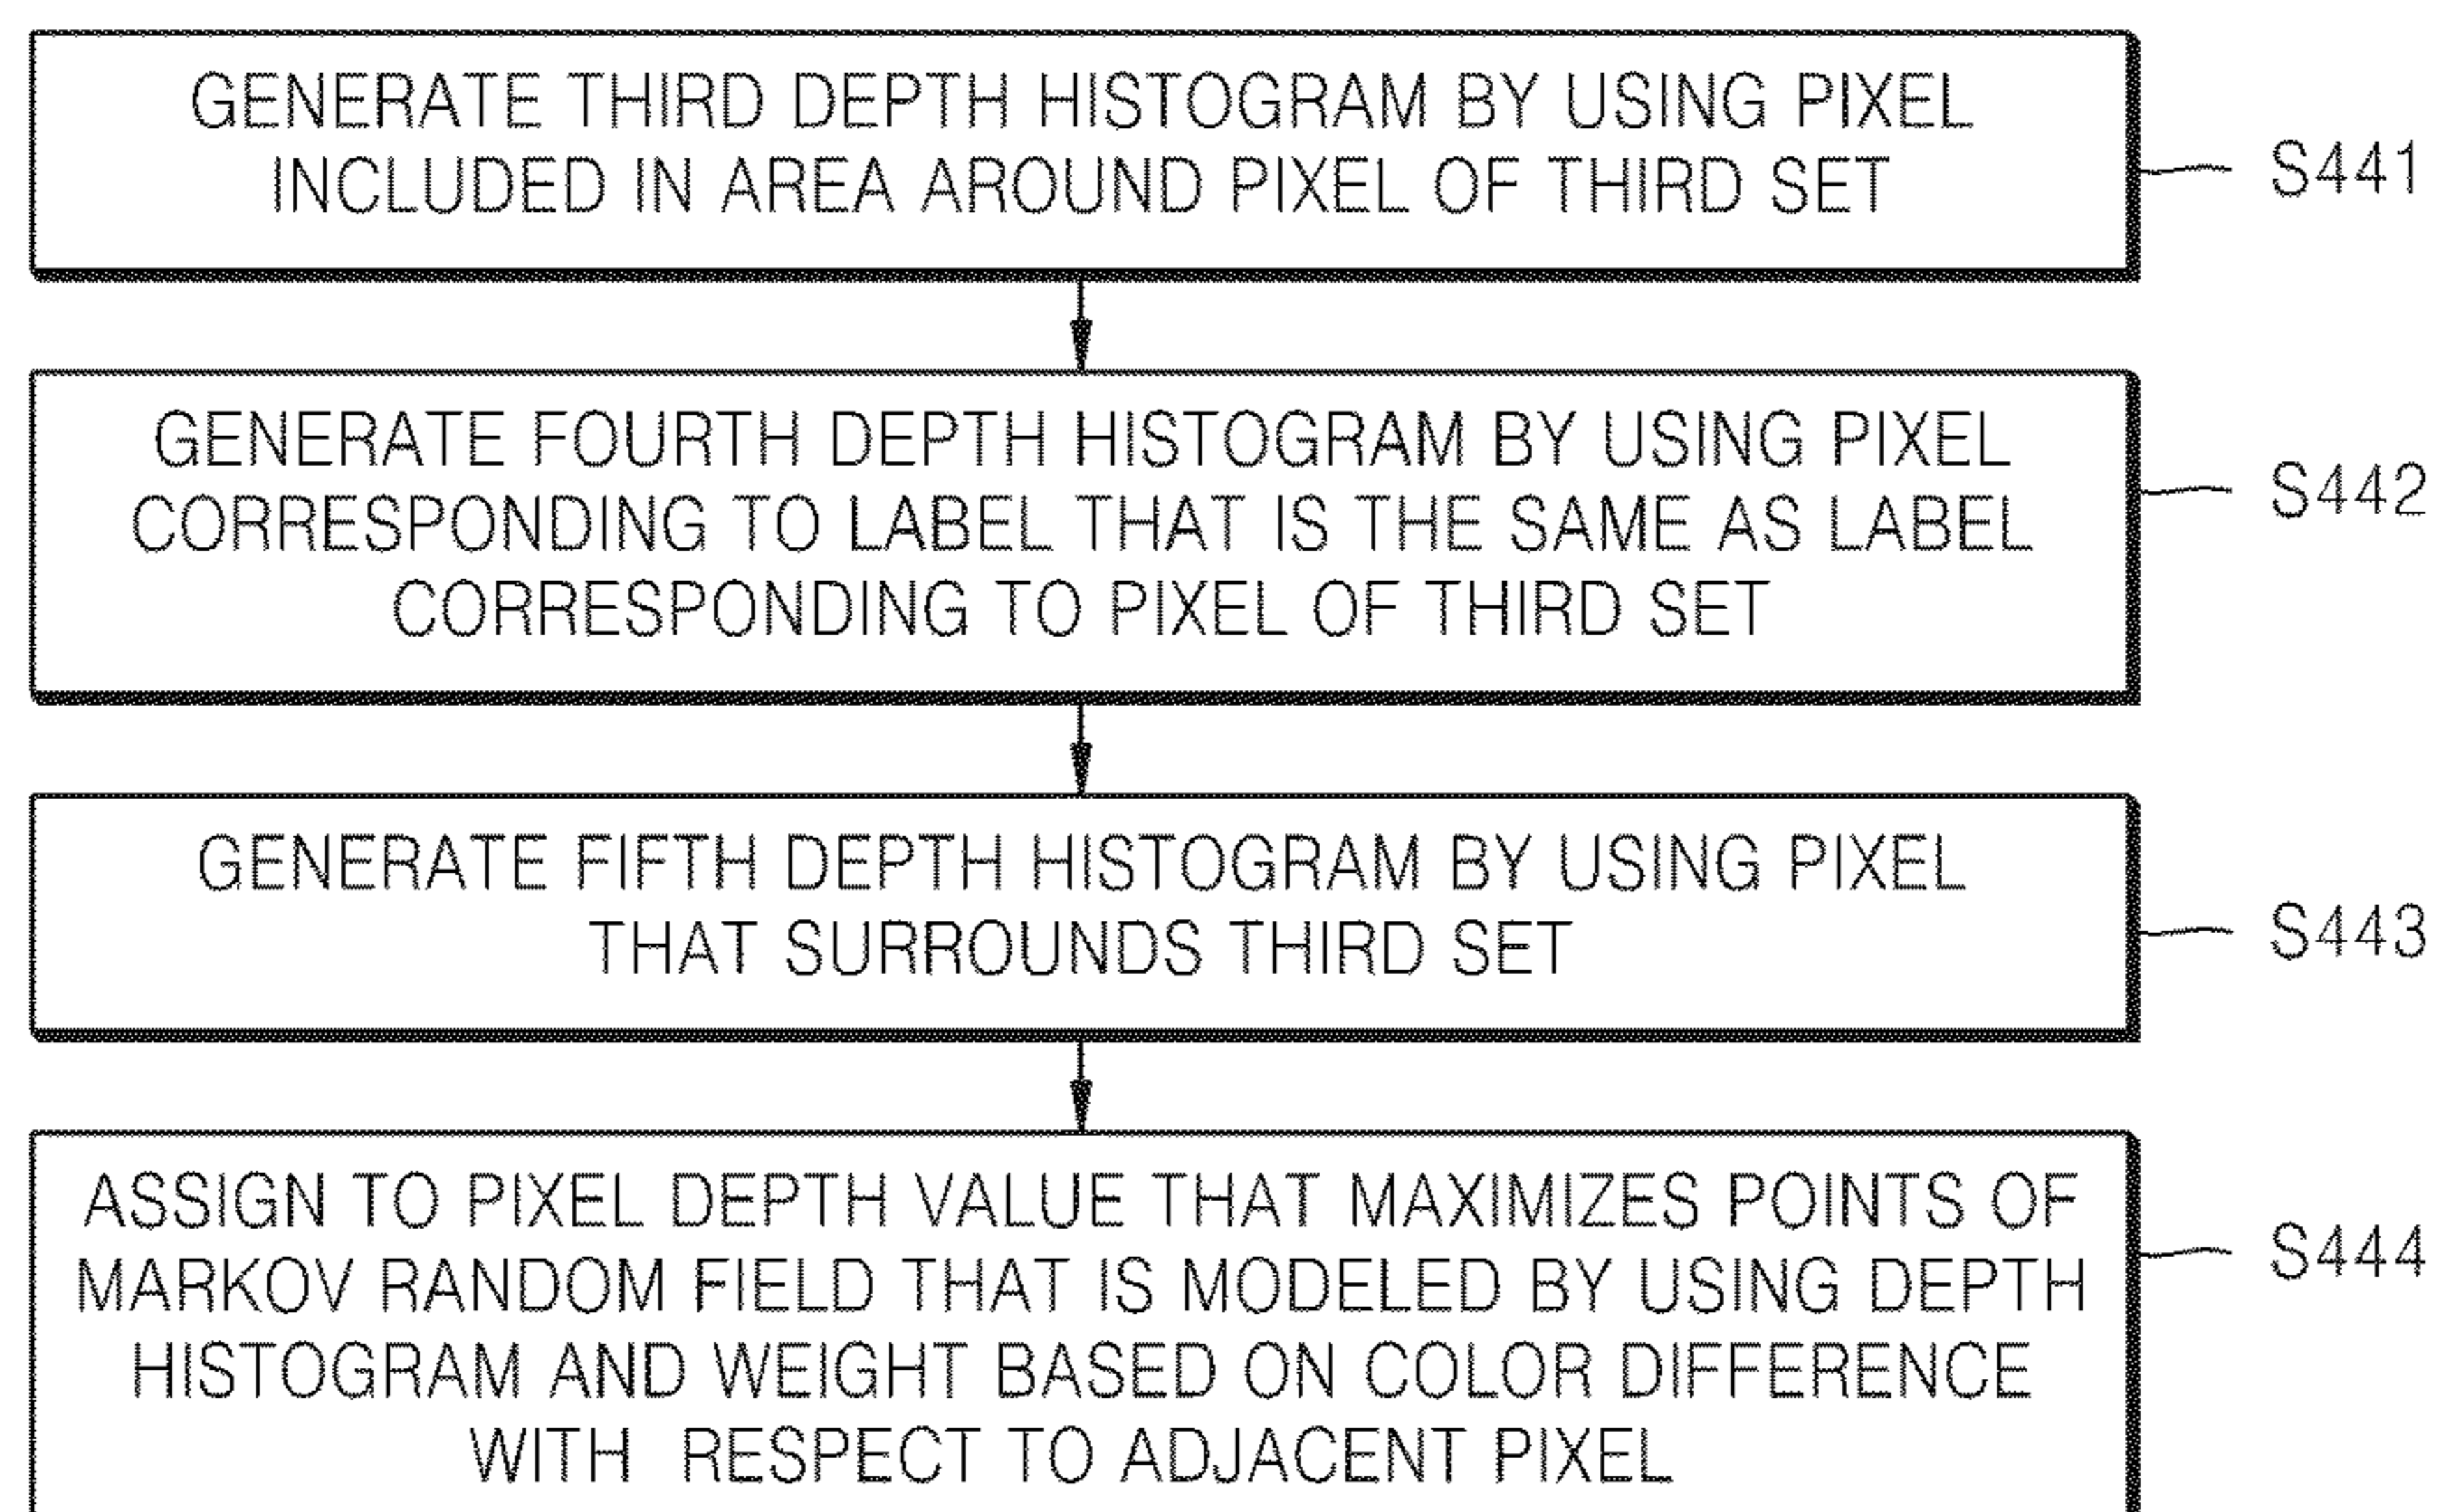 GENERATE THIRD DEPTH HISTOGRAM BY USING PIXEL
INCLUDED IN AREA AROUND PIXEL OF THIRD SET
S441
GENERATE FOURTH DEPTH HISTOGRAM BY USING PIXEL
CORRESPONDING TO LABEL THAT IS THE SAME AS LABEL
CORRESPONDING TO PIXEL OF THIRD SET
S442
GENERATE FIFTH DEPTH HISTOGRAM BY USING PIXEL
THAT SURROUNDS THIRD SET
S443
ASSIGN TO PIXEL DEPTH VALUE THAT MAXIMIZES POINTS OF
MARKOV RANDOM FIELD THAT IS MODELED BY USING DEPTH
HISTOGRAM AND WEIGHT BASED ON COLOR DIFFERENCE
WITH RESPECT TO ADJACENT PIXEL
S444